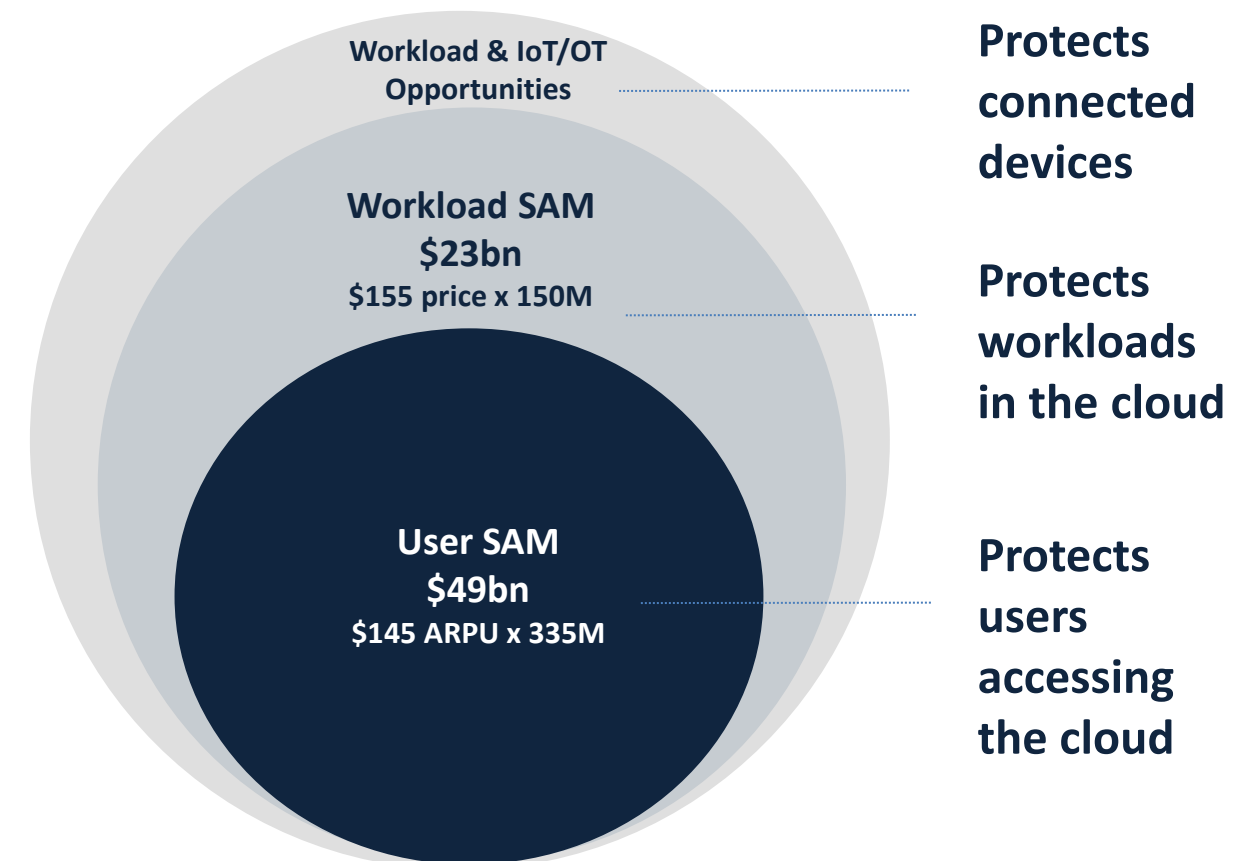 Workload & IoT/OT
Opportunities
Protects
connected
devices
Workload SAM
$23bn
$155 price x 150M
Protects
workloads
in the cloud
User SAM
$49bn
$145 ARPU x 335M
Protects
users
accessing
the cloud